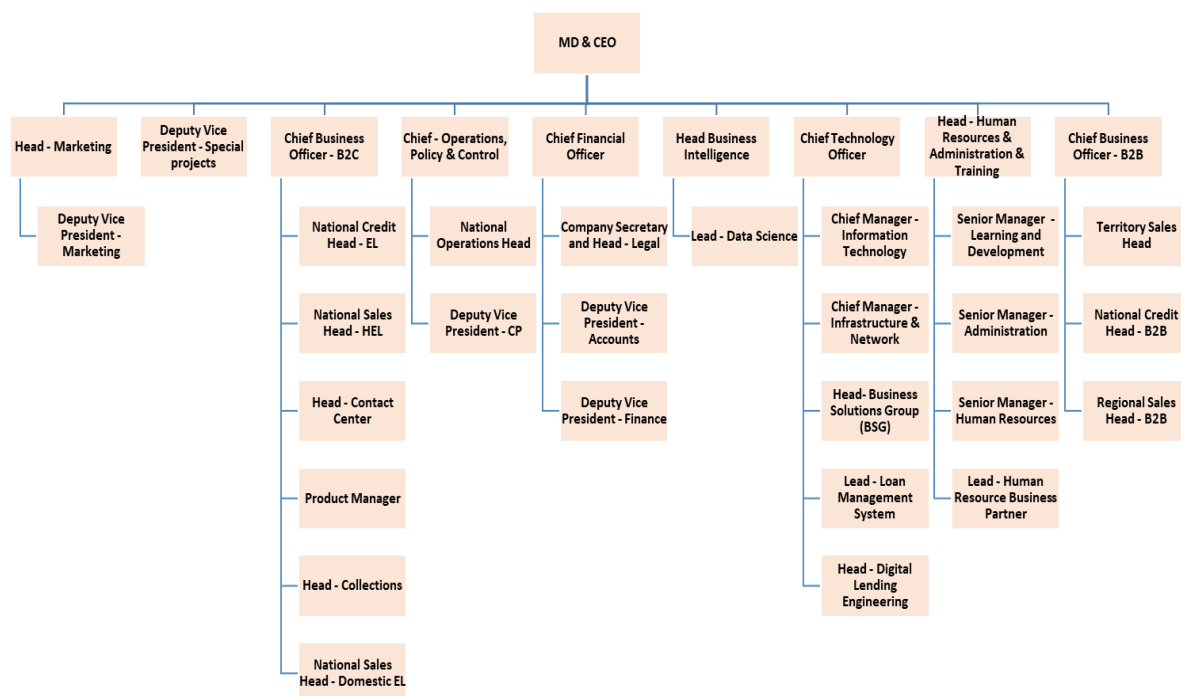 MD & CEO
Head - Marketing
Deputy Vice
President - Special
projects
Chief Business
Officer - B2C
Chief - Operations,
Policy & Control
Chief Financial
Officer
Head Business
Intelligence
Chief Technology
Officer
Head - Human
Resources &
Administration &
Training
Chief Business
Officer - B2B
Deputy Vice
President -
Marketing
National Credit
Head - EL
National
Operations Head
Company Secretary
and Head - Legal
Lead - Data Science
Chief Manager -
Information
Technology
Senior Manager -
Learning and
Development
Territory Sales
Head
National Sales
Head - HEL
Deputy Vice
President - CP
Deputy Vice
President -
Accounts
Chief Manager -
Infrastructure &
Network
Senior Manager -
Administration
National Credit
Head - B2B
Head - Contact
Center
Deputy Vice
President - Finance
Head- Business
Solutions Group
(BSG)
Senior Manager -
Human Resources
Regional Sales
Head - B2B
Product Manager
Lead - Loan
Management
System
Lead - Human
Resource Business
Partner
Head - Collections
Head - Digital
Lending
Engineering
National Sales
Head - Domestic EL